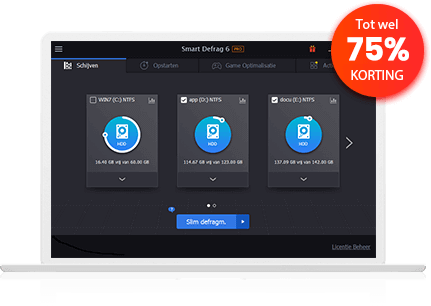 Tot wel
75%
KORTING
Smart Defrag 6 PRO
Schijven
Opstarten
Game Optimalisatie
WIN7 (C:) NTFS
app (D:) NTFS
docu (E:) NTFS
HDD
HDD
HDD
16.40 GB vrij van 60.00 GB
114.67 GB vrij van 123.00 GB
137.89 GB vrij van 142.00 GB
Slim defragm.
Licentie Beheer